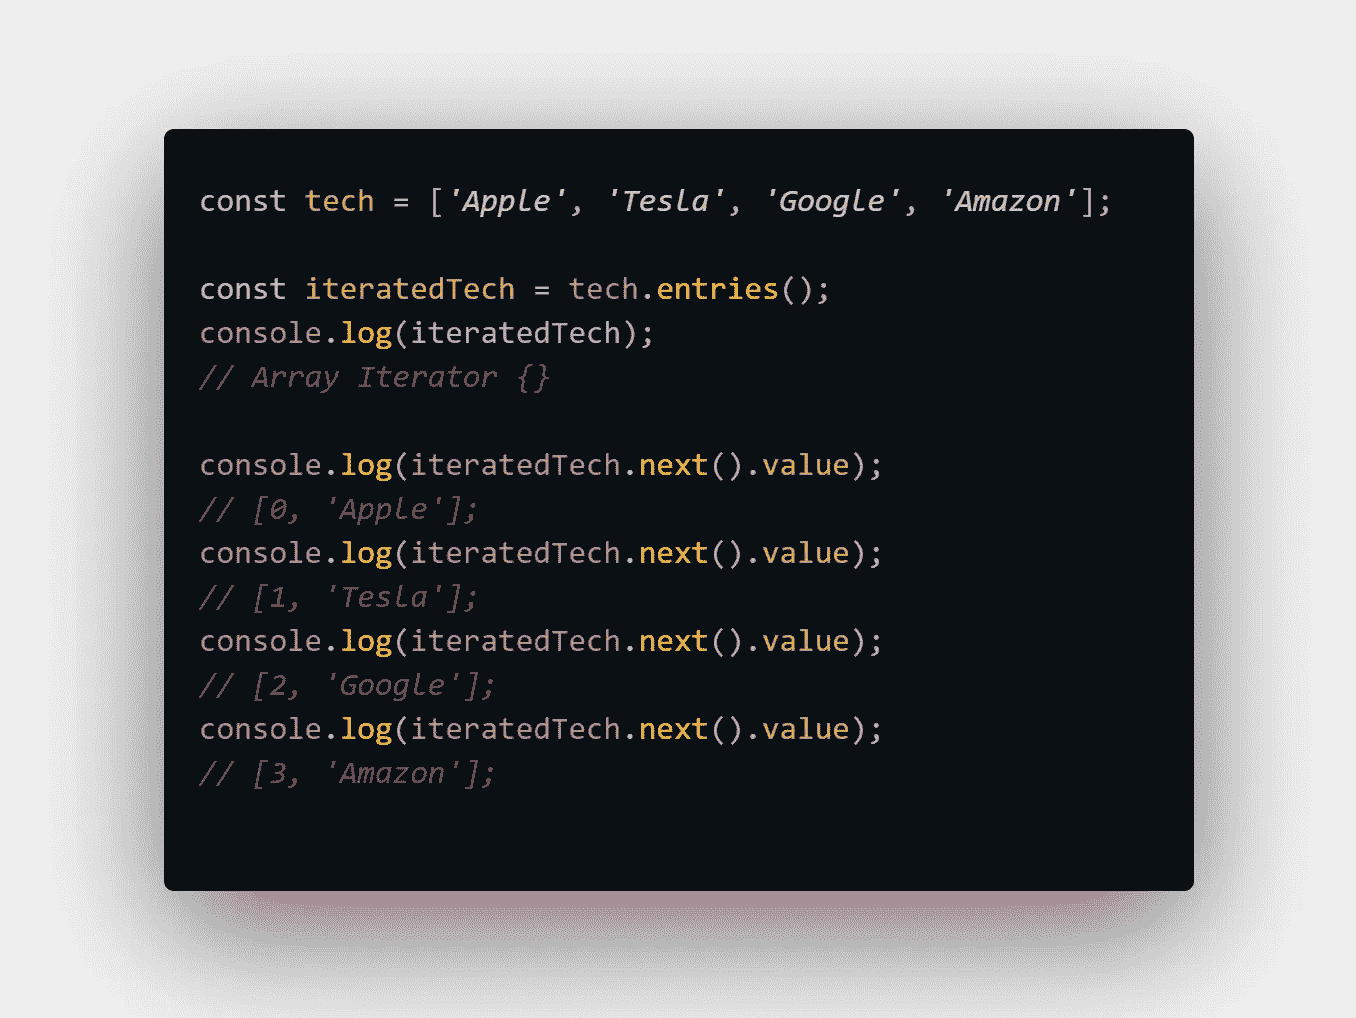 const tech = ['Apple', 'Tesla', 'Google', 'Amazon'];
const iteratedTech = tech.entries();
console.log(iteratedTech);
// Array Iterator {}
console.log(iteratedTech.next().value);
// [0, 'Apple'];
console.log(iteratedTech.next().value);
// [1, 'Tesla'];
console.log(iteratedTech.next().value);
// [2, 'Google'];
console.log(iteratedTech.next().value);
// [3, 'Amazon'];